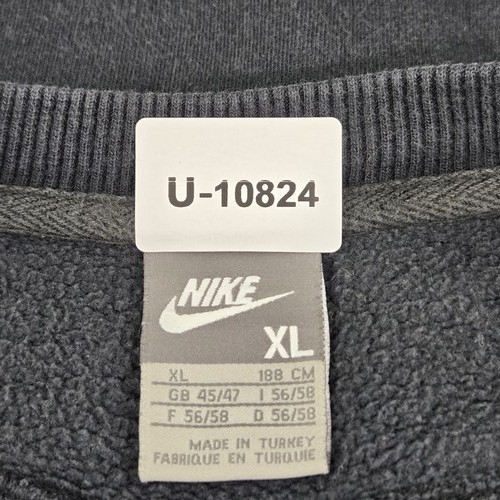 Ü-10824
NIKE
XL
XL 188 CM
GB 45/47 I 56/58
F 56/58 D 56/58
MADE IN TURKEY
FABRIQUE EN TURQUIE